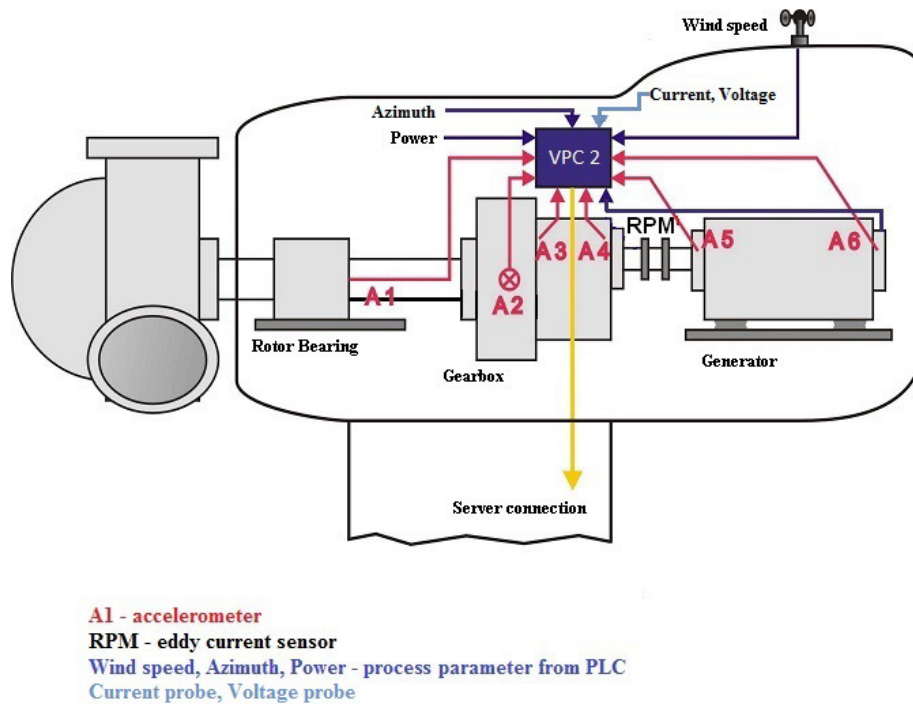 Wind speed
Current, Voltage
Azimuth
Power
VPC 2
RPM
A3
A4
A5
A6
A2
A1
Rotor Bearing
Gearbox
Generator
Server connection
A1 - accelerometer
RPM - eddy current sensor
Wind speed, Azimuth, Power - process parameter from PLC
Current probe, Voltage probe